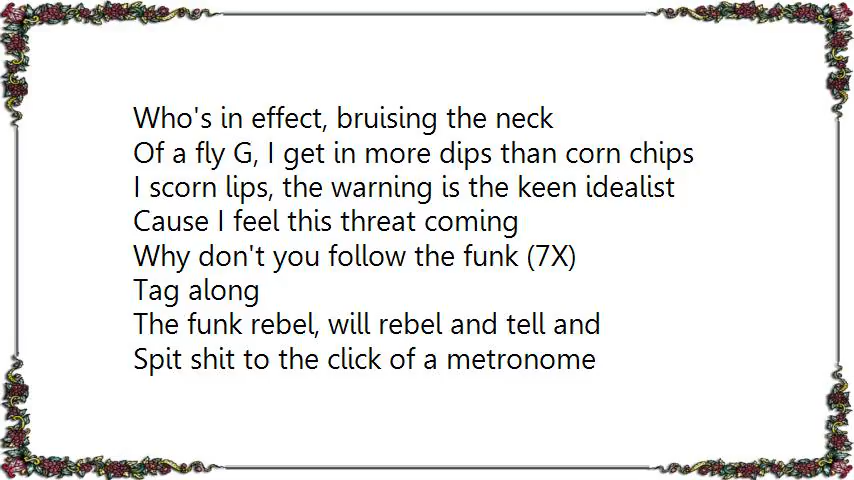 Who's in effect, bruising the neck
Of a fly G, I get in more dips than corn chips
I scorn lips, the warning is the keen idealist
Cause I feel this threat coming
Why don't you follow the funk (7X)
Tag along
The funk rebel, will rebel and tell and
Spit shit to the click of a metronome